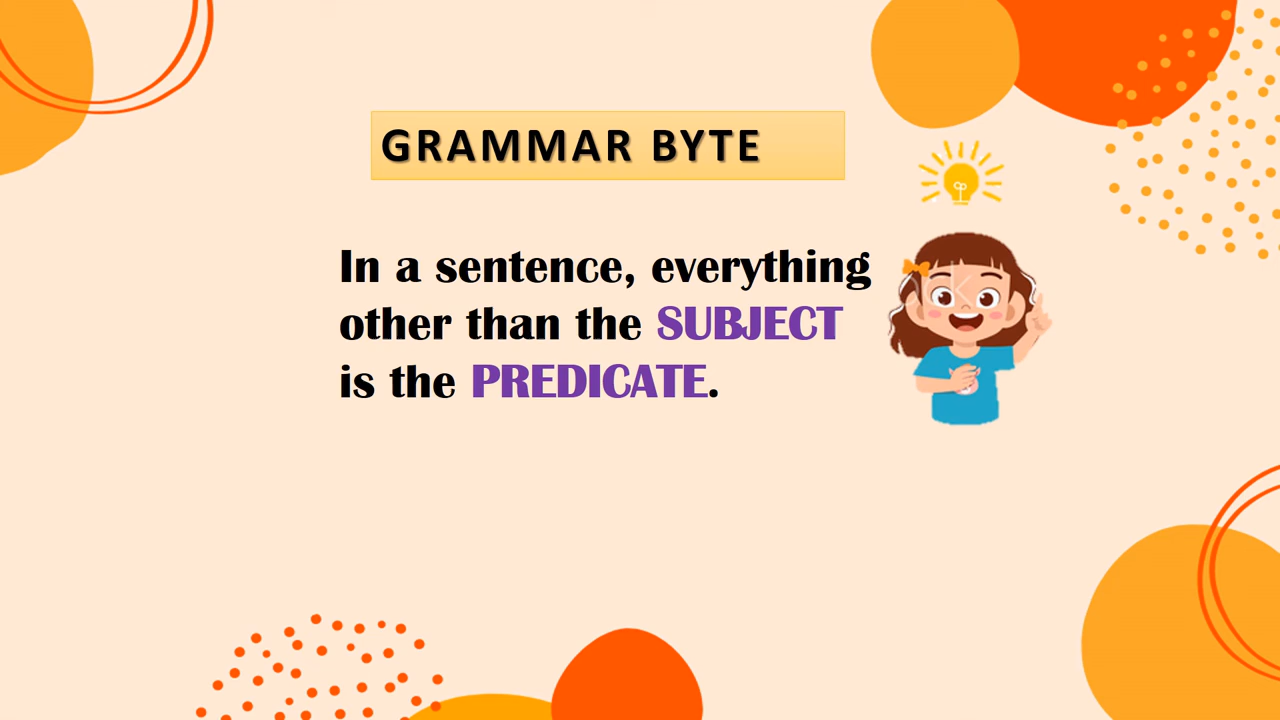 GRAMMAR BYTE
In a sentence, everything
other than the SUBJECT
is the PREDICATE.